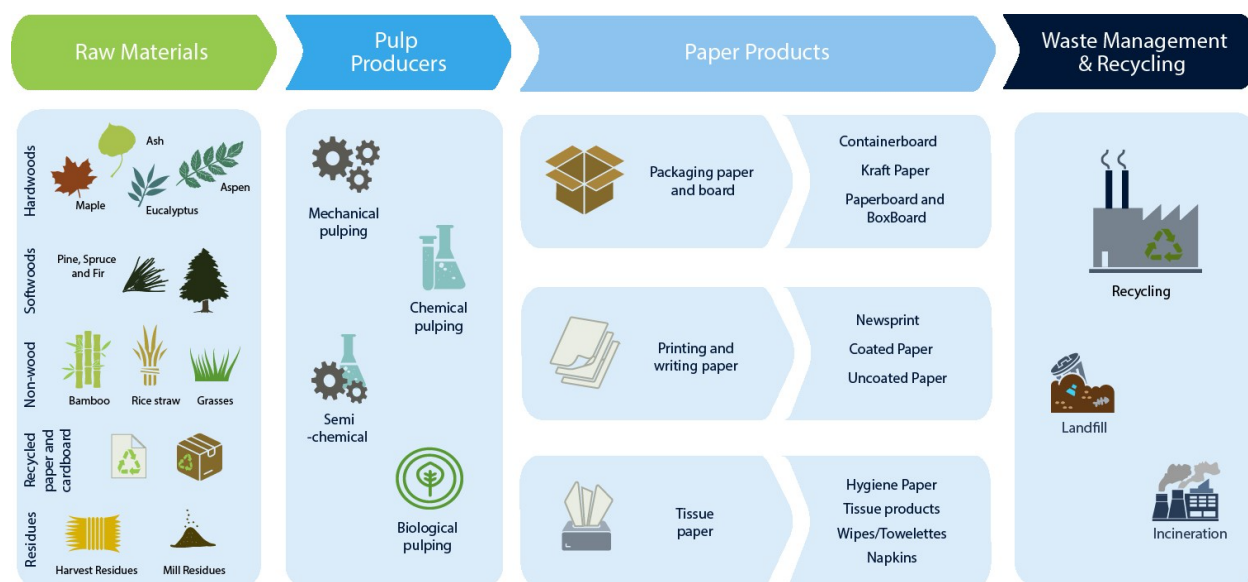 Raw Materials
Pulp
Producers
Paper Products
Waste Management
& Recycling
Hardwoods
Ash
Maple
Eucalyptus
Aspen
Softwoods
Pine, Spruce
and Fir
Non-wood
Bamboo
Rice straw
Grasses
Recycled
paper and
cardboard
Residues
Harvest Residues
Mill Residues
Mechanical
pulping
Chemical
pulping
Semi
-chemical
Biological
pulping
Packaging paper
and board
Containerboard
Kraft Paper
Paperboard and
BoxBoard
Printing and
writing paper
Newsprint
Coated Paper
Uncoated Paper
Tissue
paper
Hygiene Paper
Tissue products
Wipes/Towelettes
Napkins
Recycling
Landfill
Incineration